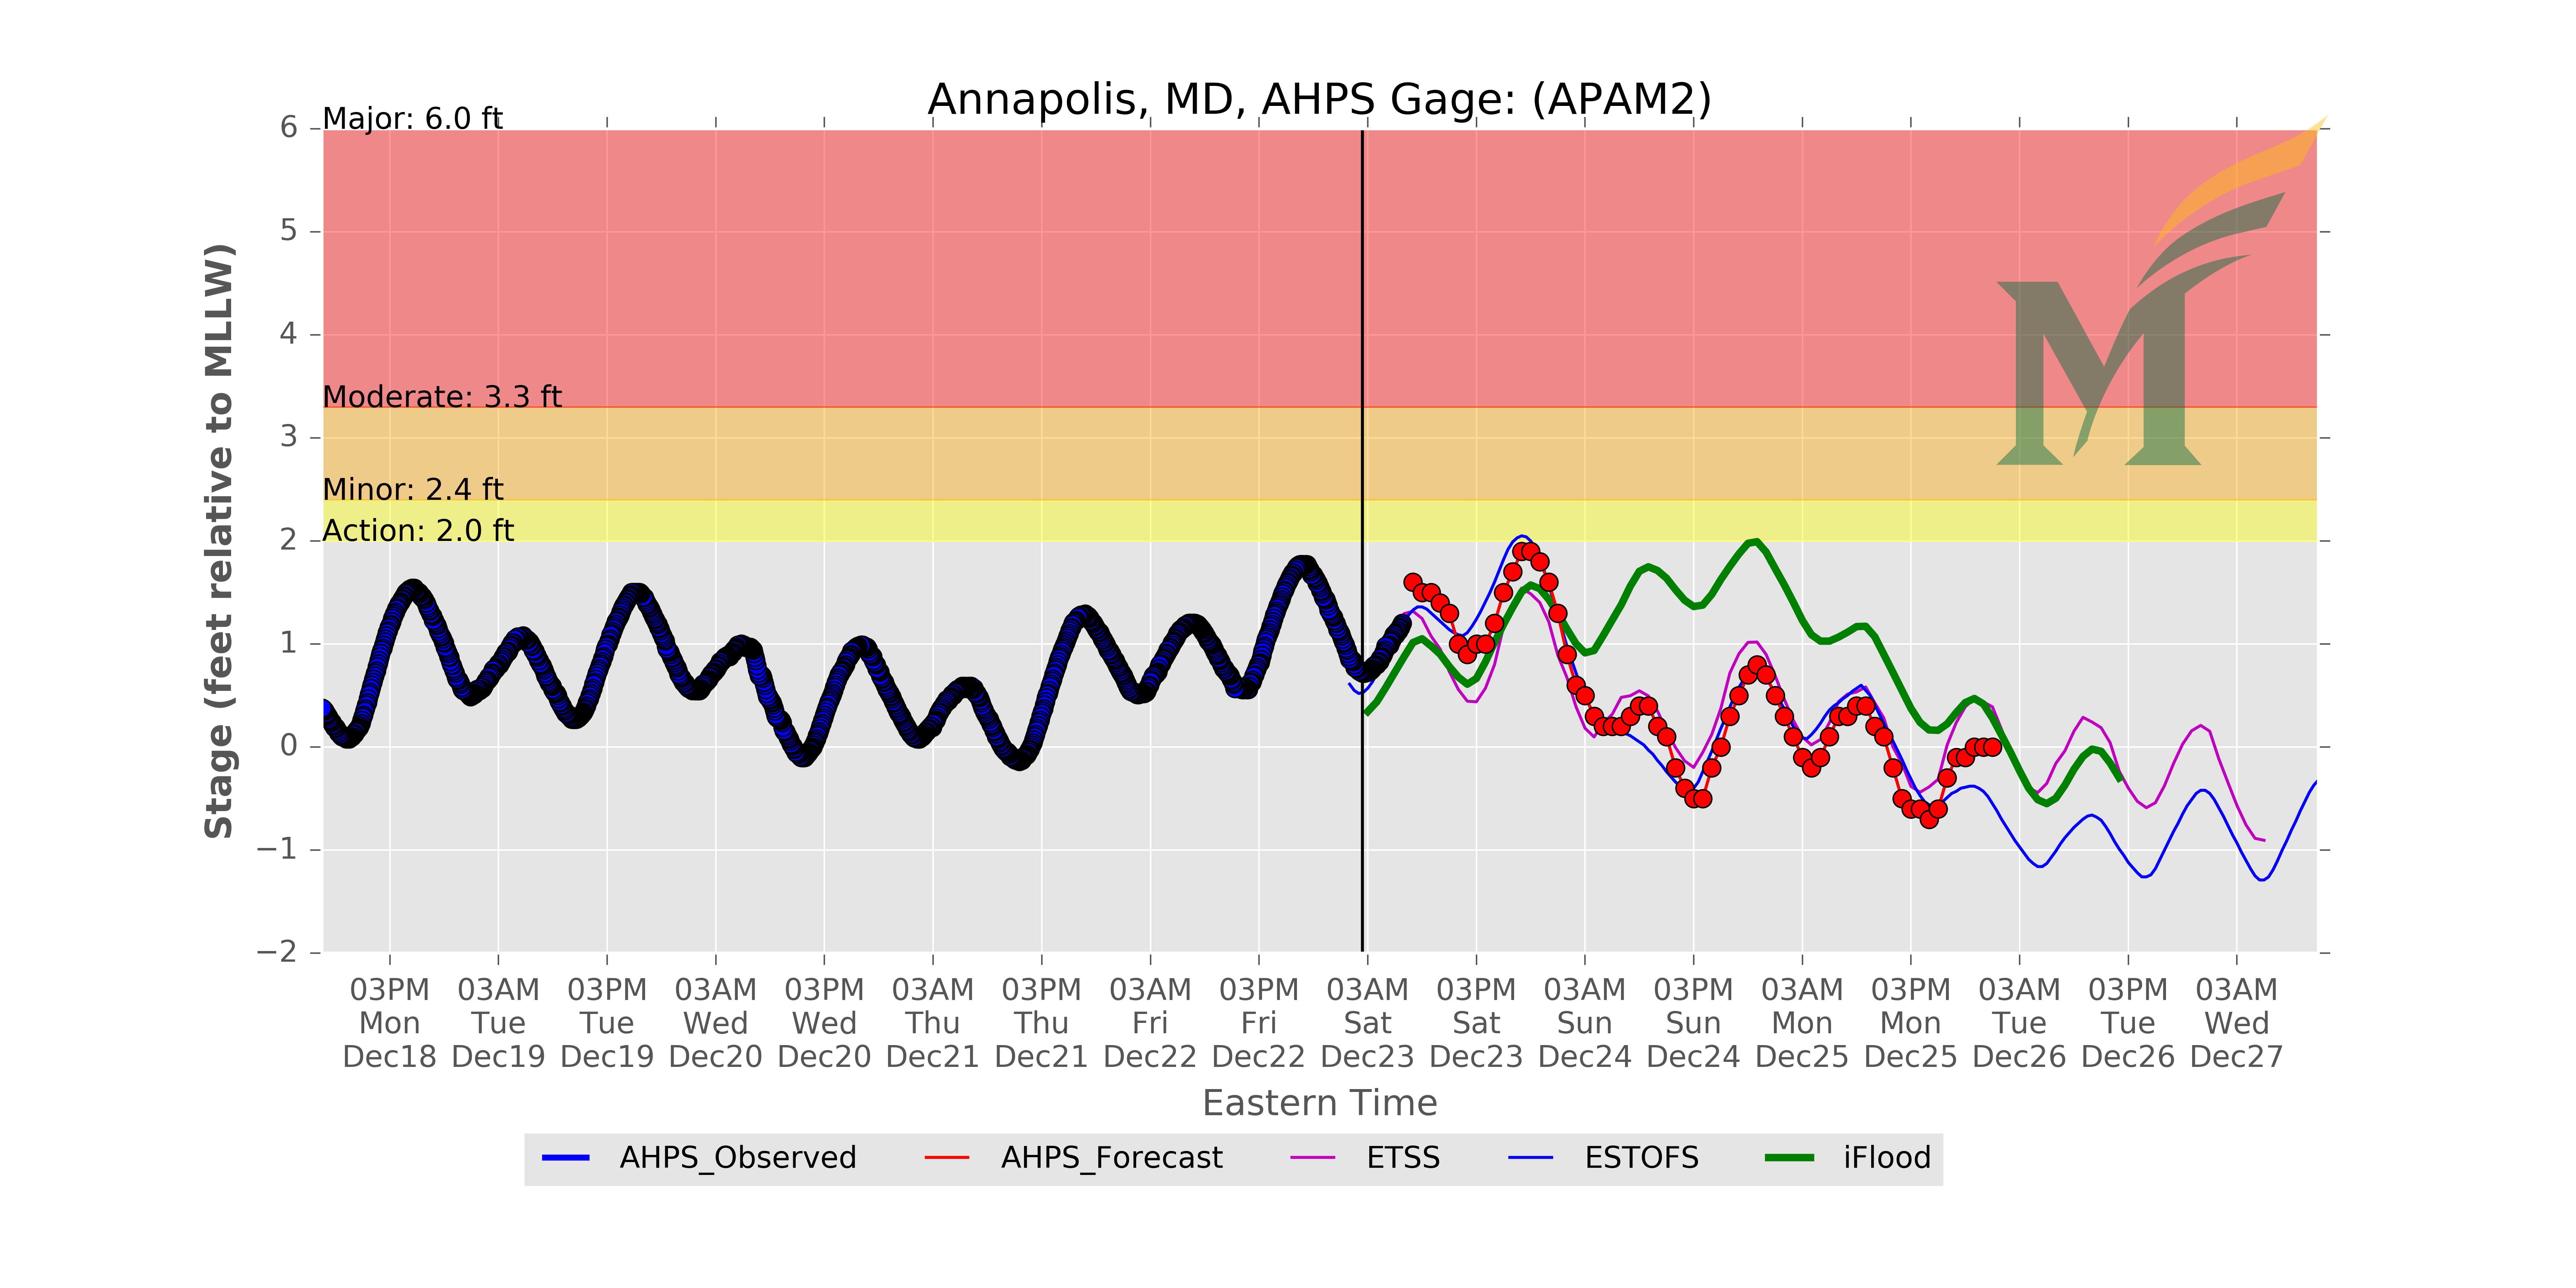 Annapolis, MD, AHPS Gage: (APAM2)
Major: 6.0 ft
Moderate: 3.3 ft
Minor: 2.4 ft
Action: 2.0 ft
6
5
4
3
2
1
0
−1
−2
Stage (feet relative to MLLW)
03PM 03AM 03PM 03AM 03PM 03AM 03PM 03AM 03PM 03AM 03PM 03AM 03PM 03AM 03PM 03AM 03PM 03AM
Mon Tue Tue Wed Wed Thu Thu Fri Fri Sat Sat Sun Sun Mon Mon Tue Tue Wed
Dec18 Dec19 Dec19 Dec20 Dec20 Dec21 Dec21 Dec22 Dec22 Dec23 Dec23 Dec24 Dec24 Dec25 Dec25 Dec26 Dec26 Dec27
Eastern Time
AHPS_Observed AHPS_Forecast ETSS ESTOFS iFlood
M